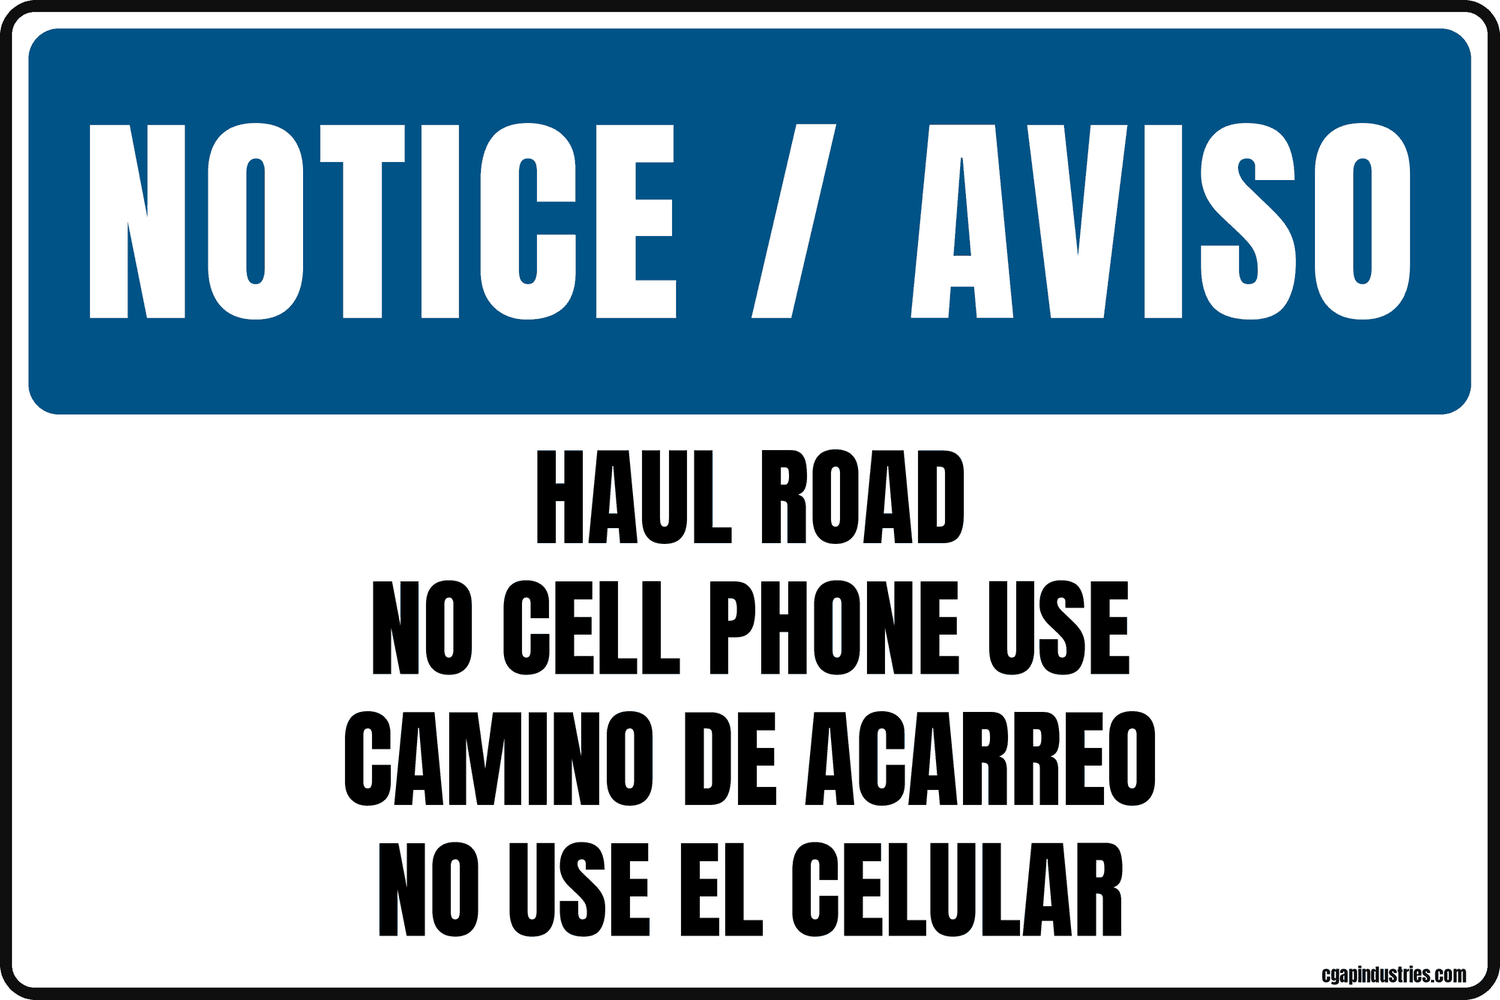 NOTICE / AVISO
HAUL ROAD
NO CELL PHONE USE
CAMINO DE ACARREO
NO USE EL CELULAR
cgapindustries.com